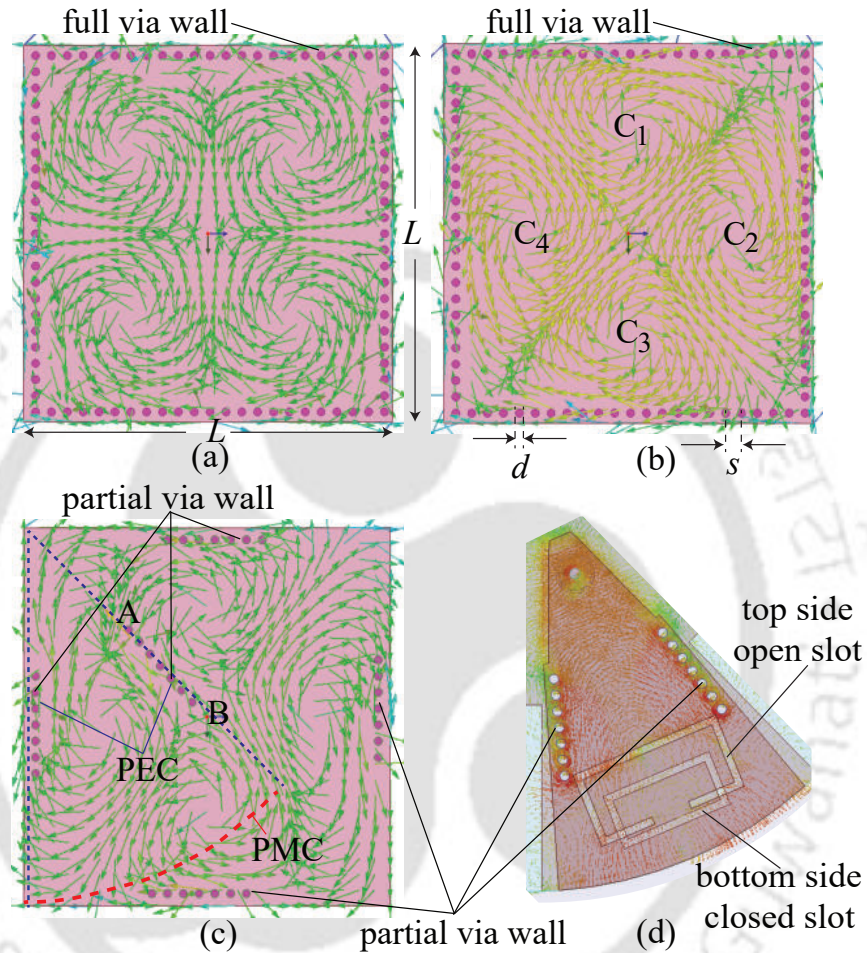 full via wall
full via wall
C1
C4
C2
C3
L
L
(a)
(b)
d
s
partial via wall
A
B
PEC
PMC
top side
open slot
bottom side
closed slot
(c)
partial via wall
(d)